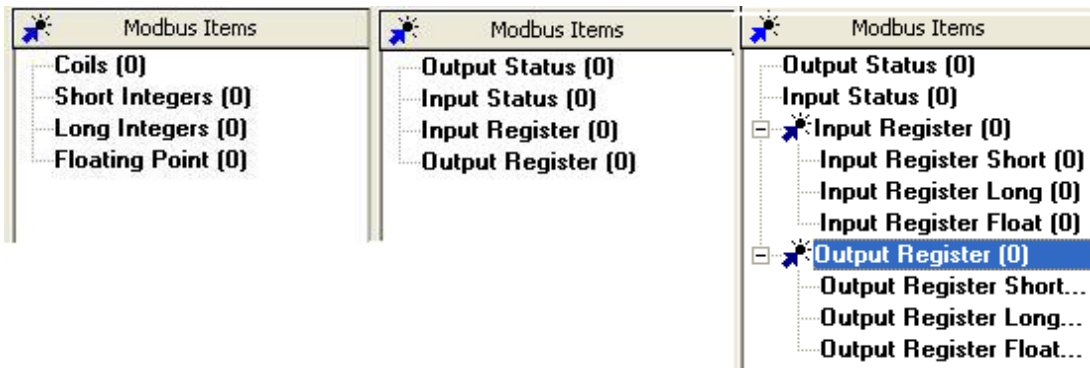 Modbus Items
Coils (0)
Short Integers (0)
Long Integers (0)
Floating Point (0)
Modbus Items
Output Status (0)
Input Status (0)
Input Register (0)
Output Register (0)
Modbus Items
Output Status (0)
Input Status (0)
Input Register (0)
Input Register Short (0)
Input Register Long (0)
Input Register Float (0)
Output Register (0)
Output Register Short...
Output Register Long...
Output Register Float...